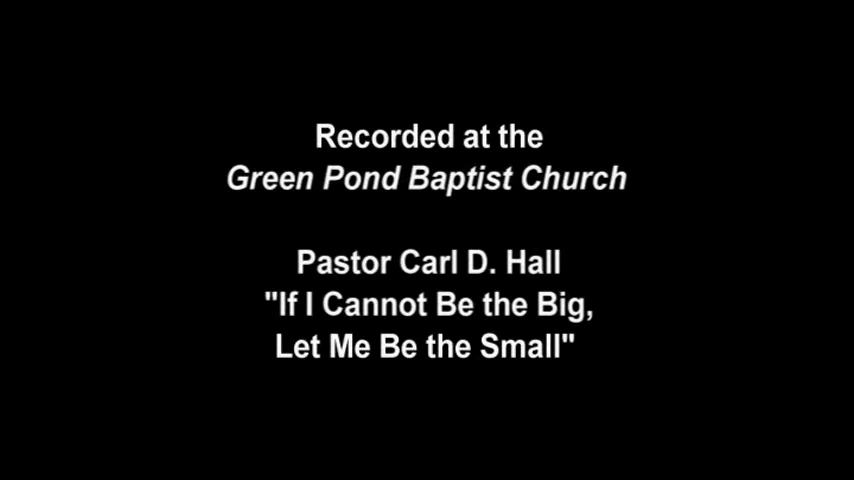 Recorded at the
Green Pond Baptist Church
Pastor Carl D. Hall
"If I Cannot Be the Big,
Let Me Be the Small"